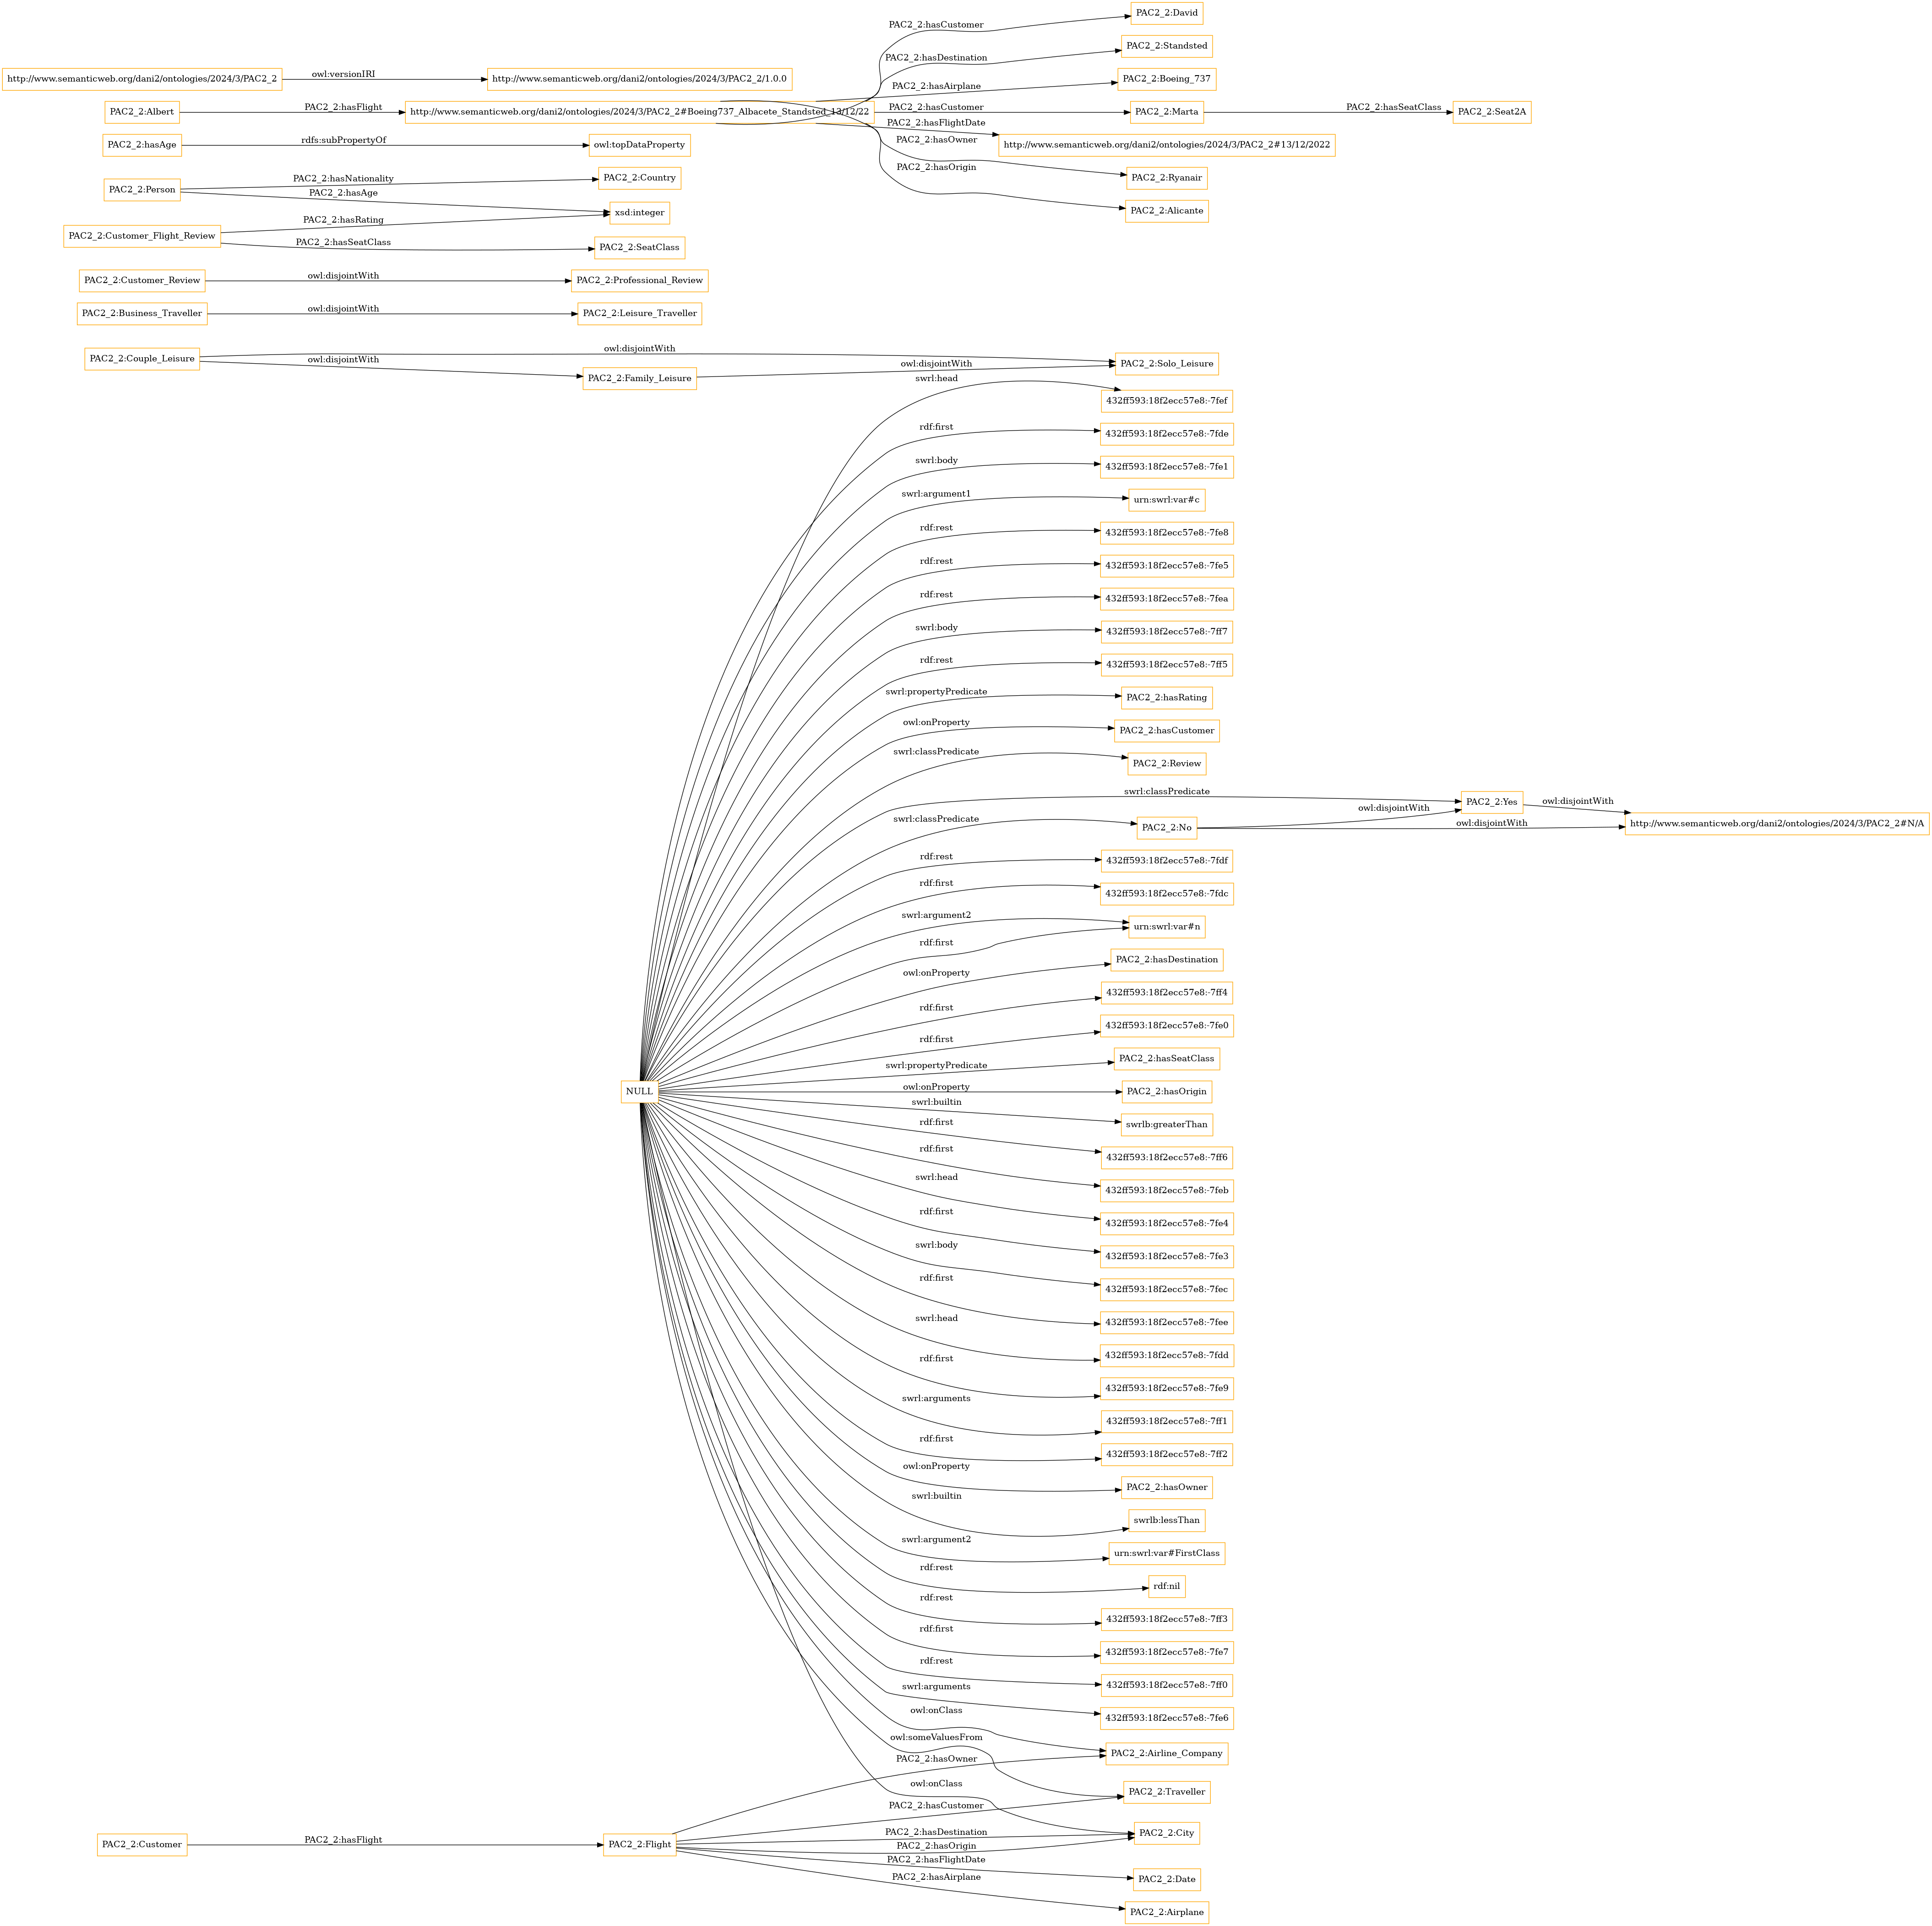 PAC2_2:David
PAC2_2:hasCustomer
PAC2_2:Standsted
PAC2_2:hasDestination
http://www.semanticweb.org/dani2/ontologies/2024/3/PAC2_2
owl:versionIRI
http://www.semanticweb.org/dani2/ontologies/2024/3/PAC2_2/1.0.0
PAC2_2:hasAirplane
PAC2_2:Boeing_737
PAC2_2:Albert
PAC2_2:hasFlight
http://www.semanticweb.org/dani2/ontologies/2024/3/PAC2_2#Boeing737_Albacete_Standsted_13/12/22
PAC2_2:hasCustomer
PAC2_2:Marta
PAC2_2:hasSeatClass
PAC2_2:Seat2A
PAC2_2:hasFlightDate
http://www.semanticweb.org/dani2/ontologies/2024/3/PAC2_2#13/12/2022
PAC2_2:hasAge
rdfs:subPropertyOf
owl:topDataProperty
PAC2_2:hasOwner
PAC2_2:Ryanair
PAC2_2:hasOrigin
PAC2_2:Alicante
PAC2_2:Person
PAC2_2:hasNationality
PAC2_2:Country
PAC2_2:hasAge
xsd:integer
PAC2_2:hasRating
PAC2_2:Customer_Flight_Review
PAC2_2:hasSeatClass
PAC2_2:SeatClass
PAC2_2:Customer_Review
owl:disjointWith
PAC2_2:Professional_Review
PAC2_2:Business_Traveller
owl:disjointWith
PAC2_2:Leisure_Traveller
PAC2_2:Couple_Leisure
owl:disjointWith
owl:disjointWith
PAC2_2:Family_Leisure
owl:disjointWith
PAC2_2:Solo_Leisure
swrl:head
432ff593:18f2ecc57e8:-7fef
rdf:first
432ff593:18f2ecc57e8:-7fde
swrl:body
432ff593:18f2ecc57e8:-7fe1
swrl:argument1
urn:swrl:var#c
rdf:rest
432ff593:18f2ecc57e8:-7fe8
rdf:rest
432ff593:18f2ecc57e8:-7fe5
rdf:rest
432ff593:18f2ecc57e8:-7fea
swrl:body
432ff593:18f2ecc57e8:-7ff7
rdf:rest
432ff593:18f2ecc57e8:-7ff5
swrl:propertyPredicate
PAC2_2:hasRating
owl:onProperty
PAC2_2:hasCustomer
swrl:classPredicate
PAC2_2:Review
swrl:classPredicate
PAC2_2:Yes
owl:disjointWith
http://www.semanticweb.org/dani2/ontologies/2024/3/PAC2_2#N/A
swrl:classPredicate
PAC2_2:No
owl:disjointWith
owl:disjointWith
rdf:rest
432ff593:18f2ecc57e8:-7fdf
rdf:first
432ff593:18f2ecc57e8:-7fdc
swrl:argument2
urn:swrl:var#n
rdf:first
owl:onProperty
PAC2_2:hasDestination
rdf:first
432ff593:18f2ecc57e8:-7ff4
rdf:first
432ff593:18f2ecc57e8:-7fe0
swrl:propertyPredicate
PAC2_2:hasSeatClass
NULL
owl:onProperty
PAC2_2:hasOrigin
swrl:builtin
swrlb:greaterThan
rdf:first
432ff593:18f2ecc57e8:-7ff6
rdf:first
432ff593:18f2ecc57e8:-7feb
swrl:head
432ff593:18f2ecc57e8:-7fe4
rdf:first
432ff593:18f2ecc57e8:-7fe3
swrl:body
432ff593:18f2ecc57e8:-7fec
rdf:first
432ff593:18f2ecc57e8:-7fee
swrl:head
432ff593:18f2ecc57e8:-7fdd
rdf:first
432ff593:18f2ecc57e8:-7fe9
swrl:arguments
432ff593:18f2ecc57e8:-7ff1
rdf:first
432ff593:18f2ecc57e8:-7ff2
owl:onProperty
PAC2_2:hasOwner
swrl:builtin
swrlb:lessThan
swrl:argument2
urn:swrl:var#FirstClass
rdf:rest
rdf:nil
rdf:rest
432ff593:18f2ecc57e8:-7ff3
rdf:first
432ff593:18f2ecc57e8:-7fe7
rdf:rest
432ff593:18f2ecc57e8:-7ff0
swrl:arguments
432ff593:18f2ecc57e8:-7fe6
owl:onClass
PAC2_2:Airline_Company
owl:someValuesFrom
PAC2_2:hasOwner
PAC2_2:Traveller
owl:onClass
PAC2_2:hasCustomer
PAC2_2:Customer
PAC2_2:hasFlight
PAC2_2:Flight
PAC2_2:hasDestination
PAC2_2:City
PAC2_2:hasOrigin
PAC2_2:hasFlightDate
PAC2_2:Date
PAC2_2:hasAirplane
PAC2_2:Airplane